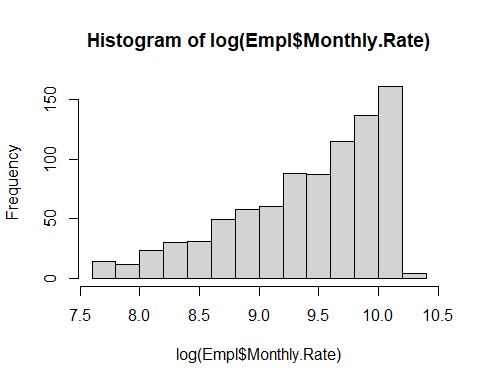 Histogram of log(Empl$Monthly.Rate)
Frequency
150
100
50
0
7.5 8.0 8.5 9.0 9.5 10.0 10.5
log(Empl$Monthly.Rate)